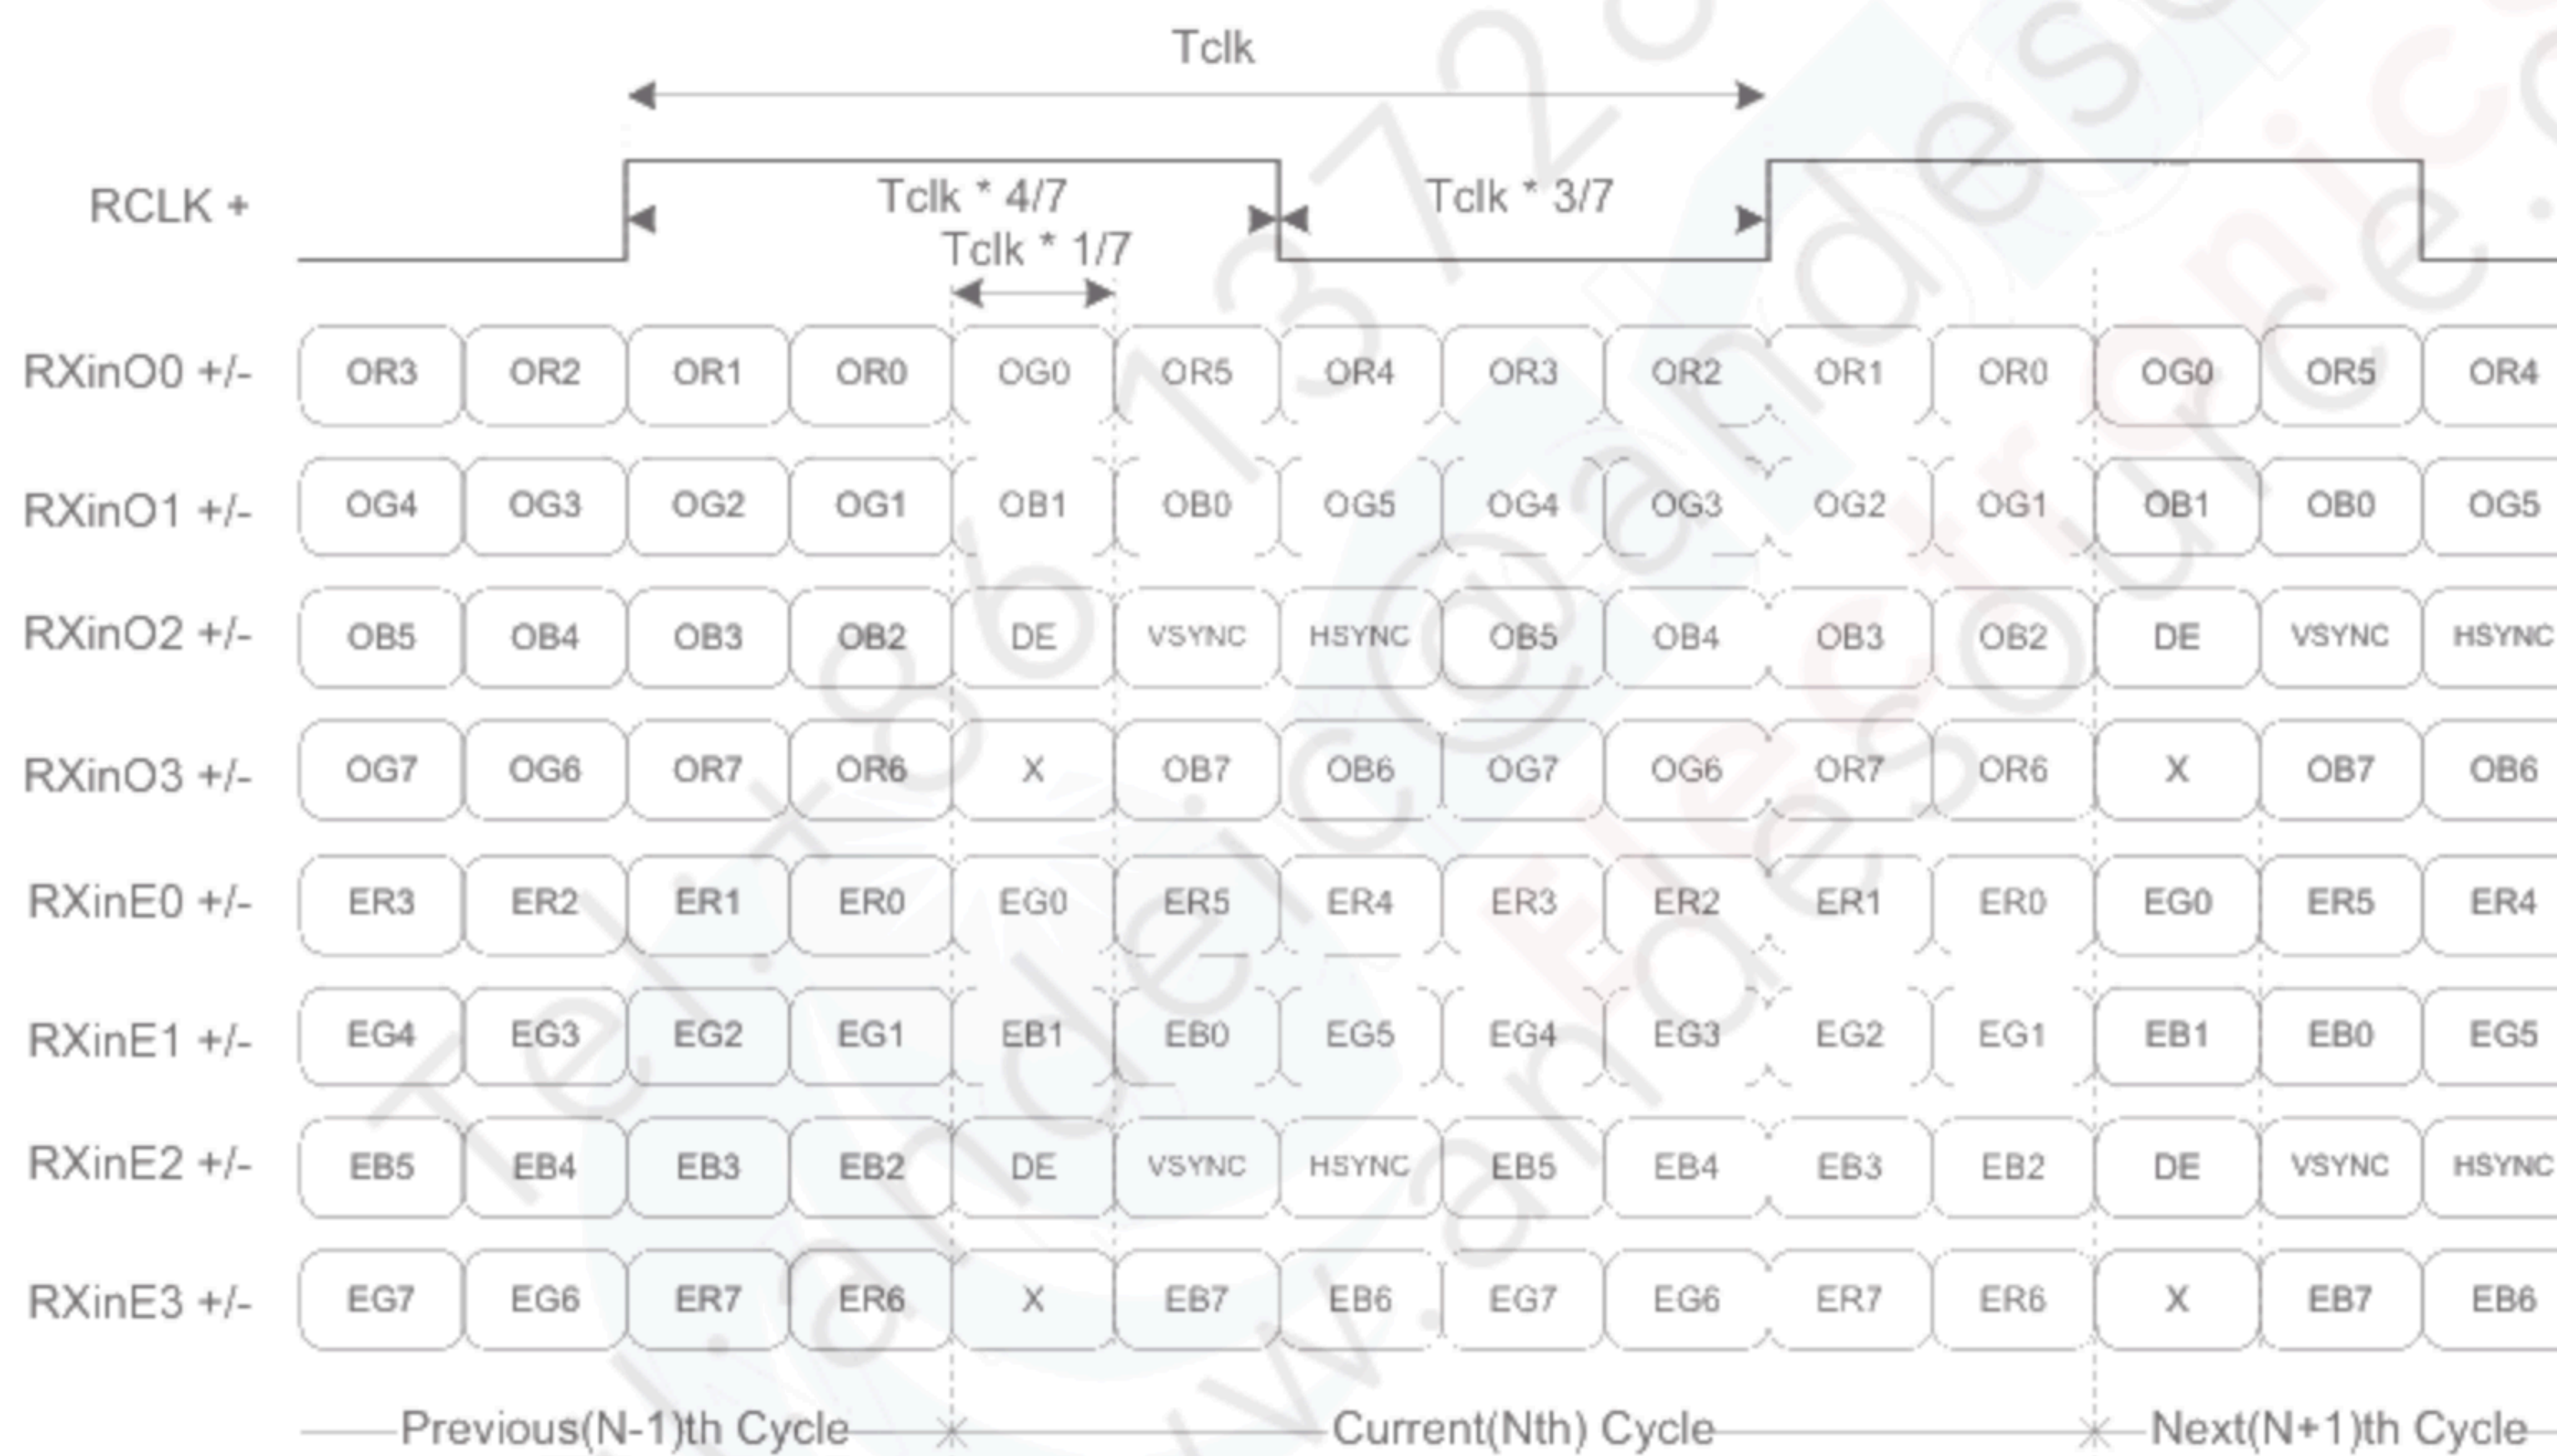 Tclk
RCLK +
Tclk * 4/7
Tclk * 3/7
Tclk * 1/7
RXinO0 +/- OR3 OR2 OR1 OR0 OG0 OR5 OR4 OR3 OR2 OR1 OR0 OG0 OR5 OR4
RXinO1 +/- OG4 OG3 OG2 OG1 OB1 OB0 OG5 OG4 OG3 OG2 OG1 OB1 OB0 OG5
RXinO2 +/- OB5 OB4 OB3 OB2 DE VSYNC HSYNC OB5 OB4 OB3 OB2 DE VSYNC HSYNC
RXinO3 +/- OG7 OG6 OR7 OR6 X OB7 OB6 OG7 OG6 OR7 OR6 X OB7 OB6
RXinE0 +/- ER3 ER2 ER1 ER0 EG0 ER5 ER4 ER3 ER2 ER1 ER0 EG0 ER5 ER4
RXinE1 +/- EG4 EG3 EG2 EG1 EB1 EB0 EG5 EG4 EG3 EG2 EG1 EB1 EB0 EG5
RXinE2 +/- EB5 EB4 EB3 EB2 DE VSYNC HSYNC EB5 EB4 EB3 EB2 DE VSYNC HSYNC
RXinE3 +/- EG7 EG6 ER7 ER6 X EB7 EB6 EG7 EG6 ER7 ER6 X EB7 EB6
Previous(N-1)th Cycle Current(Nth) Cycle Next(N+1)th Cycle